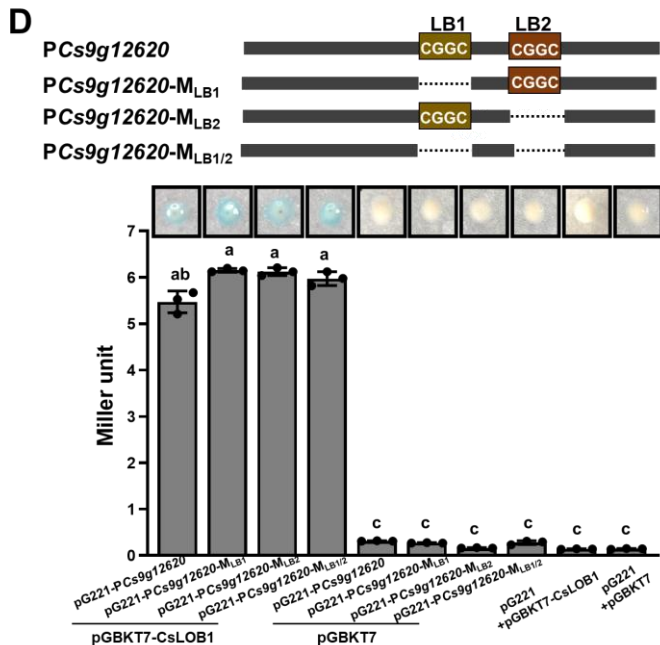 D
LB1 LB2
PCs9g12620 CGGC CGGC
PCs9g12620-MLB1 CGGC
PCs9g12620-MLB2 CGGC
PCs9g12620-MLB1/2
7
6
5
4
3
2
1
0
Miller unit
ab a a a c c c c c c
pG221-PCs9g12620
pG221-PCs9g12620-MLB1
pG221-PCs9g12620-MLB2
pG221-PCs9g12620-MLB1/2
pG221-PCs9g12620
pG221-PCs9g12620-MLB1
pG221-PCs9g12620-MLB2
pG221-PCs9g12620-MLB1/2
pG221
+pGBKT7-CsLOB1
pG221
+pGBKT7
pGBKT7-CsLOB1 pGBKT7